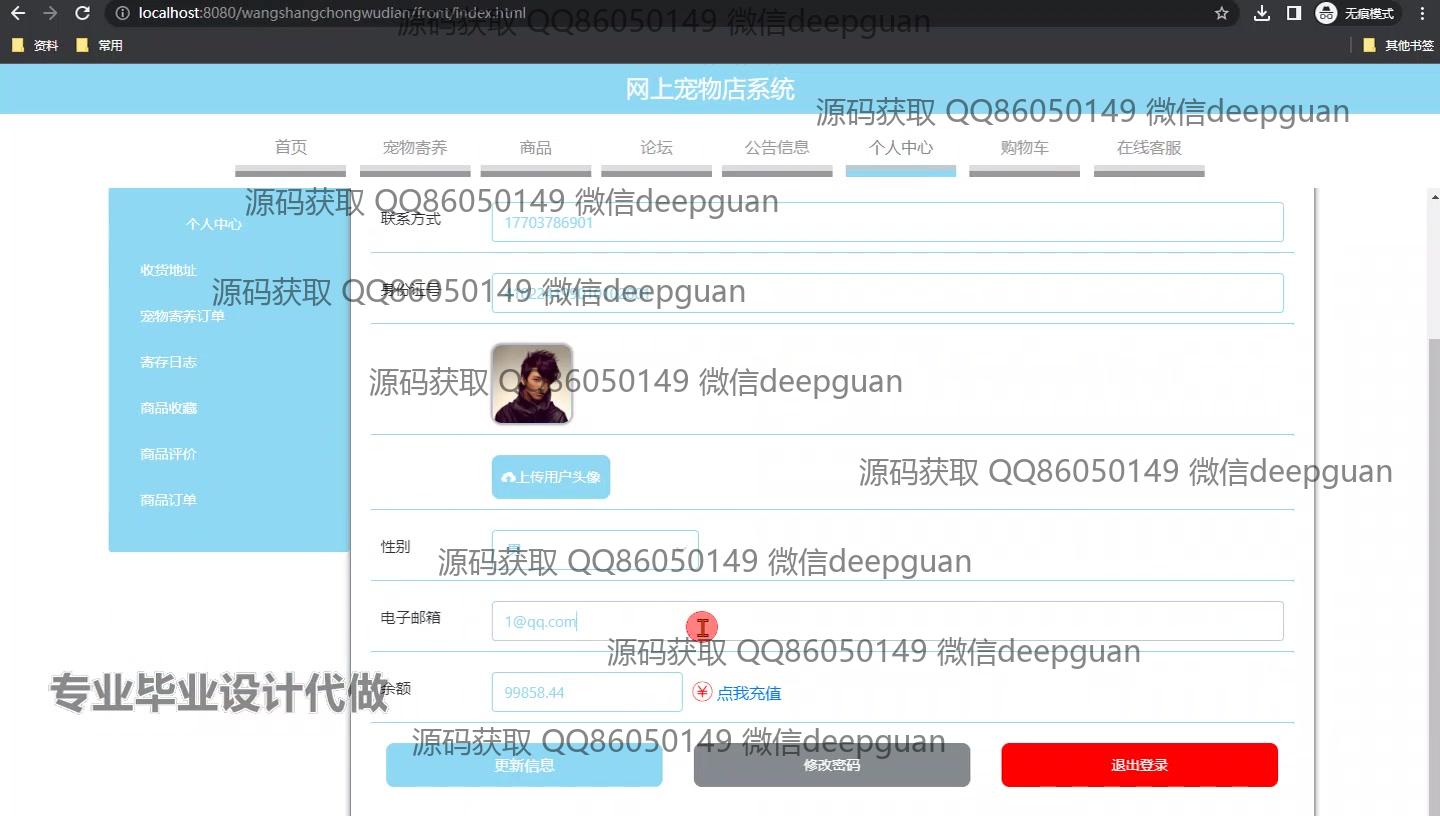 localhost:8080/wangshangchongwudian/front/index.html
无痕模式
资料
常用
其他书签
源码获取 QQ86050149 微信deepguan
网上宠物店系统
源码获取 QQ86050149 微信deepguan
首页
宠物寄养
商品
论坛
公告信息
个人中心
购物车
在线客服
源码获取 QQ86050149 微信deepguan
个人中心
收货地址
宠物寄养订单
寄存日志
商品收藏
商品评价
商品订单
联系方式
17703786901
源码获取 QQ86050149 微信deepguan
身份证号
源码获取 QQ86050149 微信deepguan
上传用户头像
源码获取 QQ86050149 微信deepguan
性别
男
源码获取 QQ86050149 微信deepguan
电子邮箱
1@qq.com
源码获取 QQ86050149 微信deepguan
专业毕业设计代做
余额
99858.44
点我充值
源码获取 QQ86050149 微信deepguan
更新信息
修改密码
退出登录